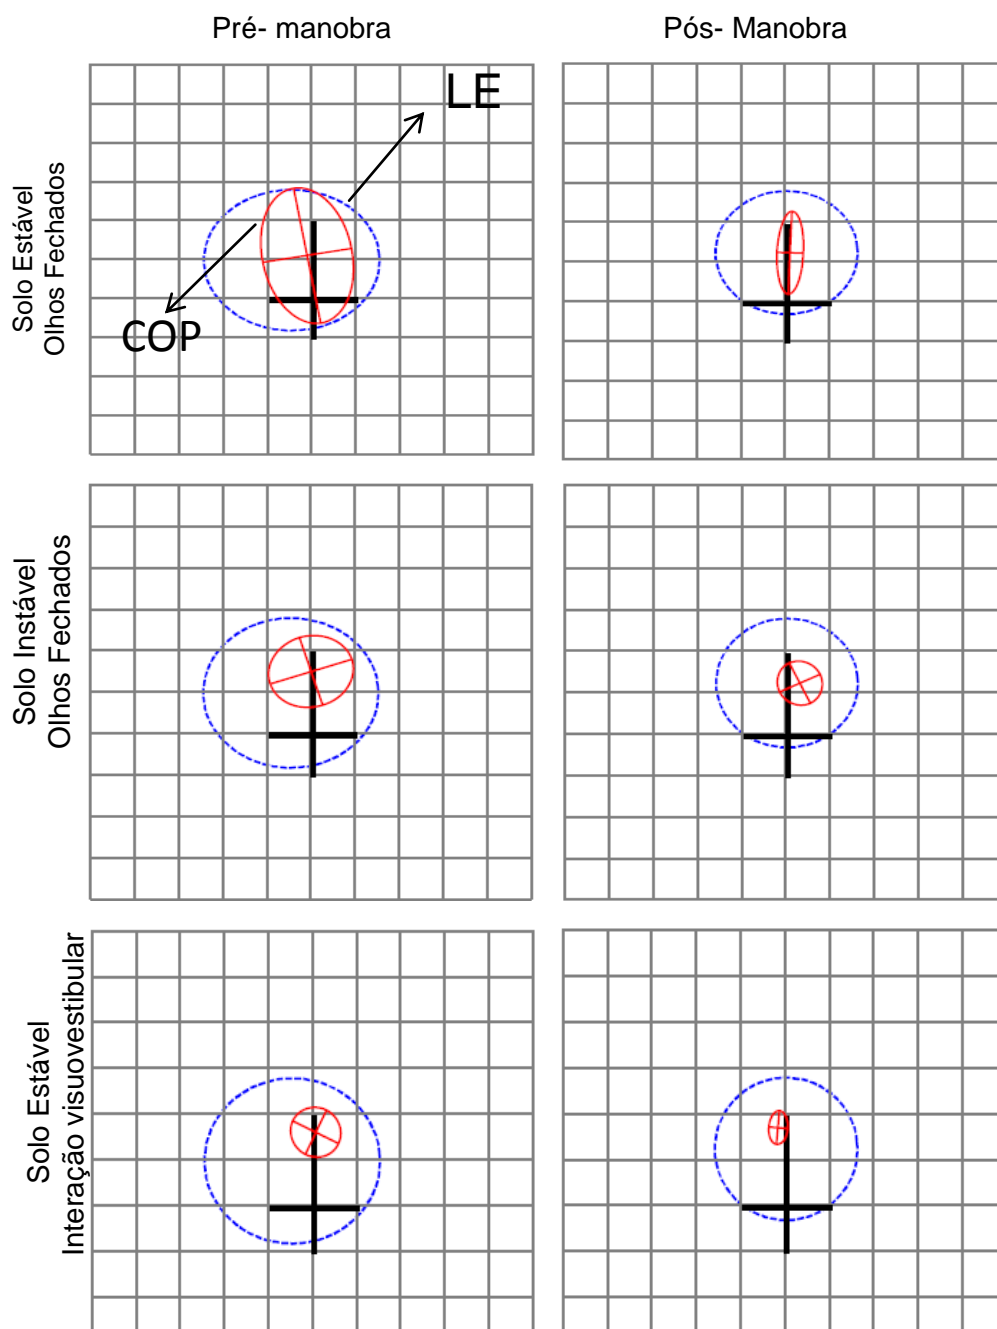 Pré- manobra
Pós- Manobra
LE
COP
Solo Estável
Olhos Fechados
Solo Instável
Olhos Fechados
Solo Estável
Interação visuovestibular